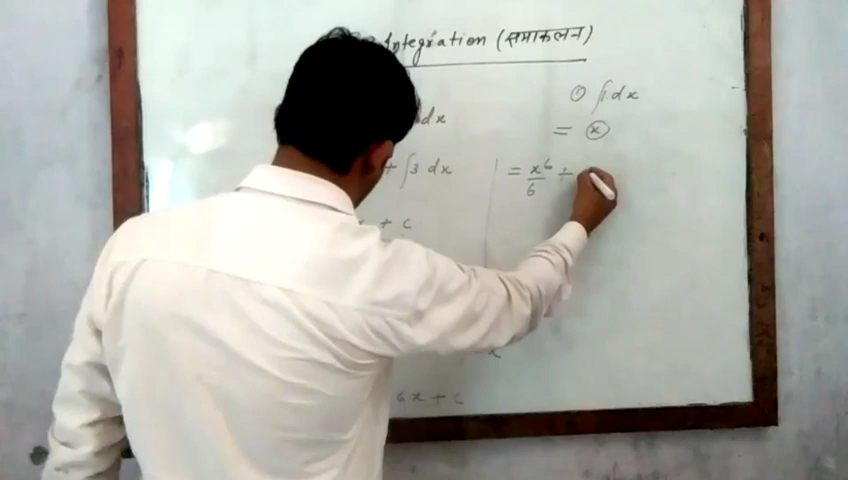 Integration (समाकलन)
dx
+ ∫3 dx
+ c
6x + c
① ∫1 dx
= x
= x⁶/6 +